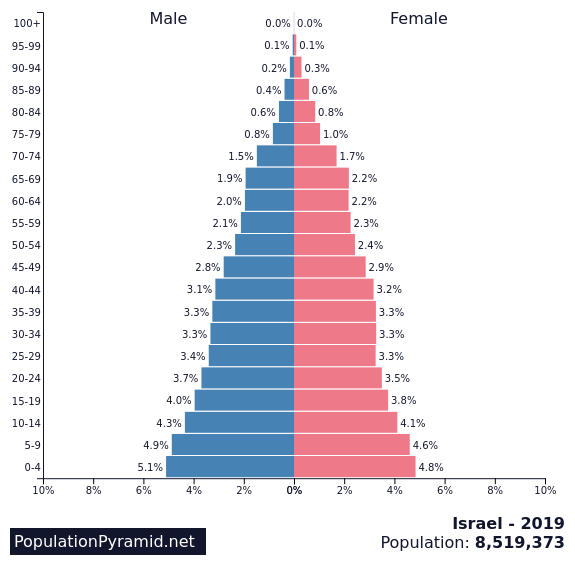 Male Female
100+ 0.0% 0.0%
95-99 0.1% 0.1%
90-94 0.2% 0.3%
85-89 0.4% 0.6%
80-84 0.6% 0.8%
75-79 0.8% 1.0%
70-74 1.5% 1.7%
65-69 1.9% 2.2%
60-64 2.0% 2.2%
55-59 2.1% 2.3%
50-54 2.3% 2.4%
45-49 2.8% 2.9%
40-44 3.1% 3.2%
35-39 3.3% 3.3%
30-34 3.3% 3.3%
25-29 3.4% 3.3%
20-24 3.7% 3.5%
15-19 4.0% 3.8%
10-14 4.3% 4.1%
5-9 4.9% 4.6%
0-4 5.1% 4.8%
10% 8% 6% 4% 2% 0% 2% 4% 6% 8% 10%
Israel - 2019
PopulationPyramid.net Population: 8,519,373